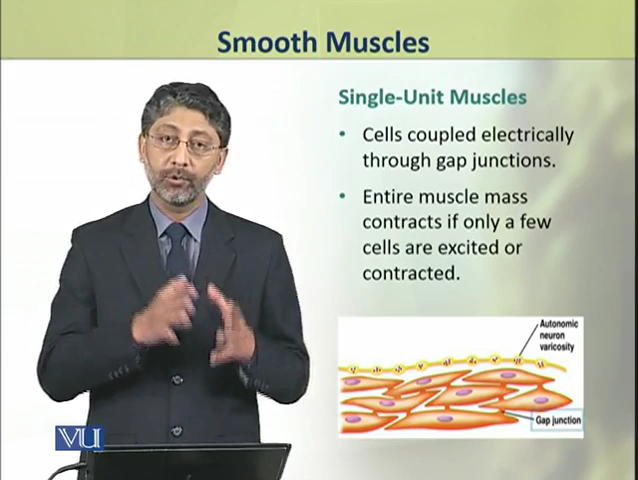 Smooth Muscles
Single-Unit Muscles
• Cells coupled electrically
through gap junctions.
• Entire muscle mass
contracts if only a few
cells are excited or
contracted.
Autonomic
neuron
varicosity
Gap junction
VU